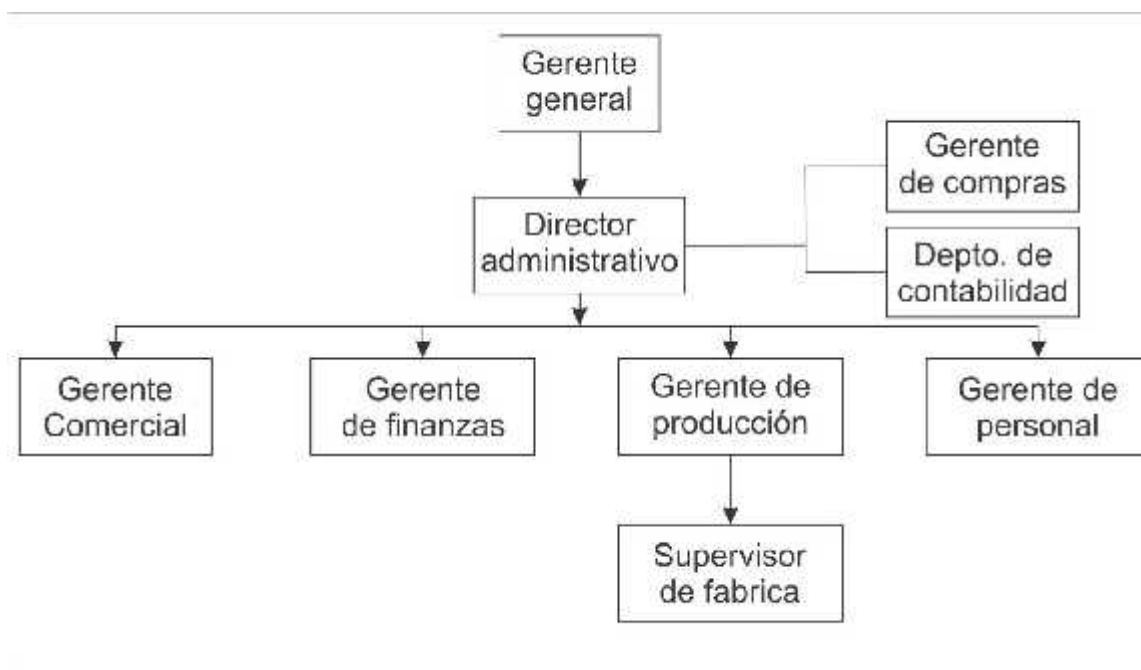 Gerente
general
Gerente
de compras
Director
administrativo
Depto. de
contabilidad
Gerente
Comercial
Gerente
de finanzas
Gerente de
producción
Gerente de
personal
Supervisor
de fabrica